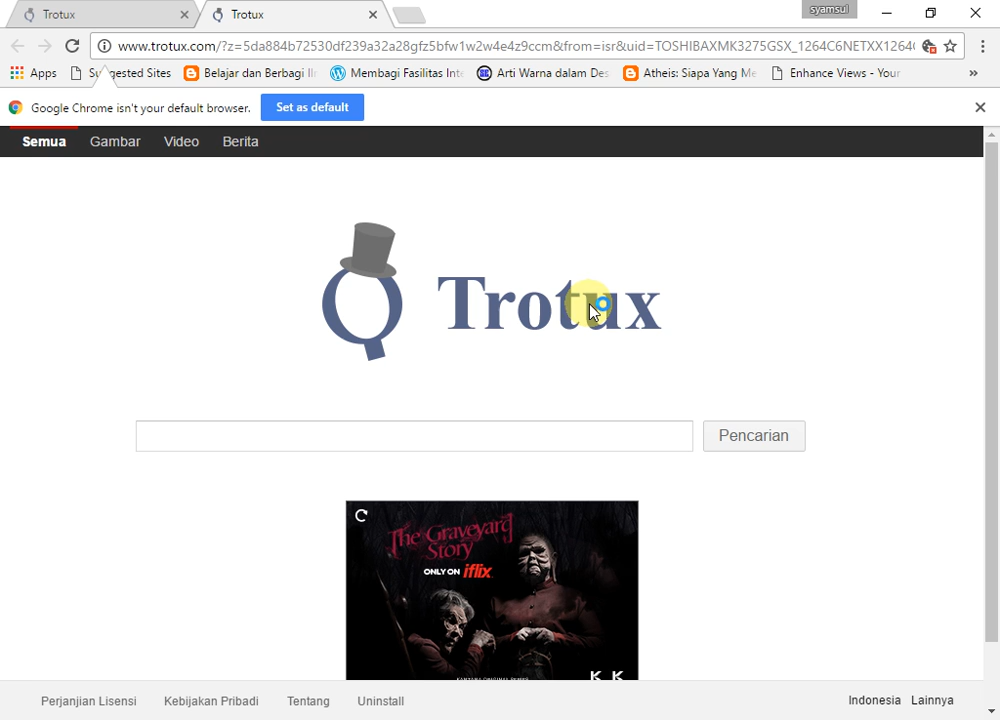 Trotux
Trotux
syamsul
www.trotux.com/?z=5da884b72530df239a32a28gfz5bfw1w2w4e4z9ccm&from=isr&uid=TOSHIBAXMK3275GSX_1264C6NETXX1264
Apps
Suggested Sites
Belajar dan Berbagi Il
Membagi Fasilitas Int
Arti Warna dalam De
Atheis: Siapa Yang Me
Enhance Views - Your
»
Google Chrome isn't your default browser.
Set as default
Semua
Gambar
Video
Berita
Trotux
Pencarian
The Graveyard
Story
ONLY ON iflix
Perjanjian Lisensi
Kebijakan Pribadi
Tentang
Uninstall
Indonesia
Lainnya